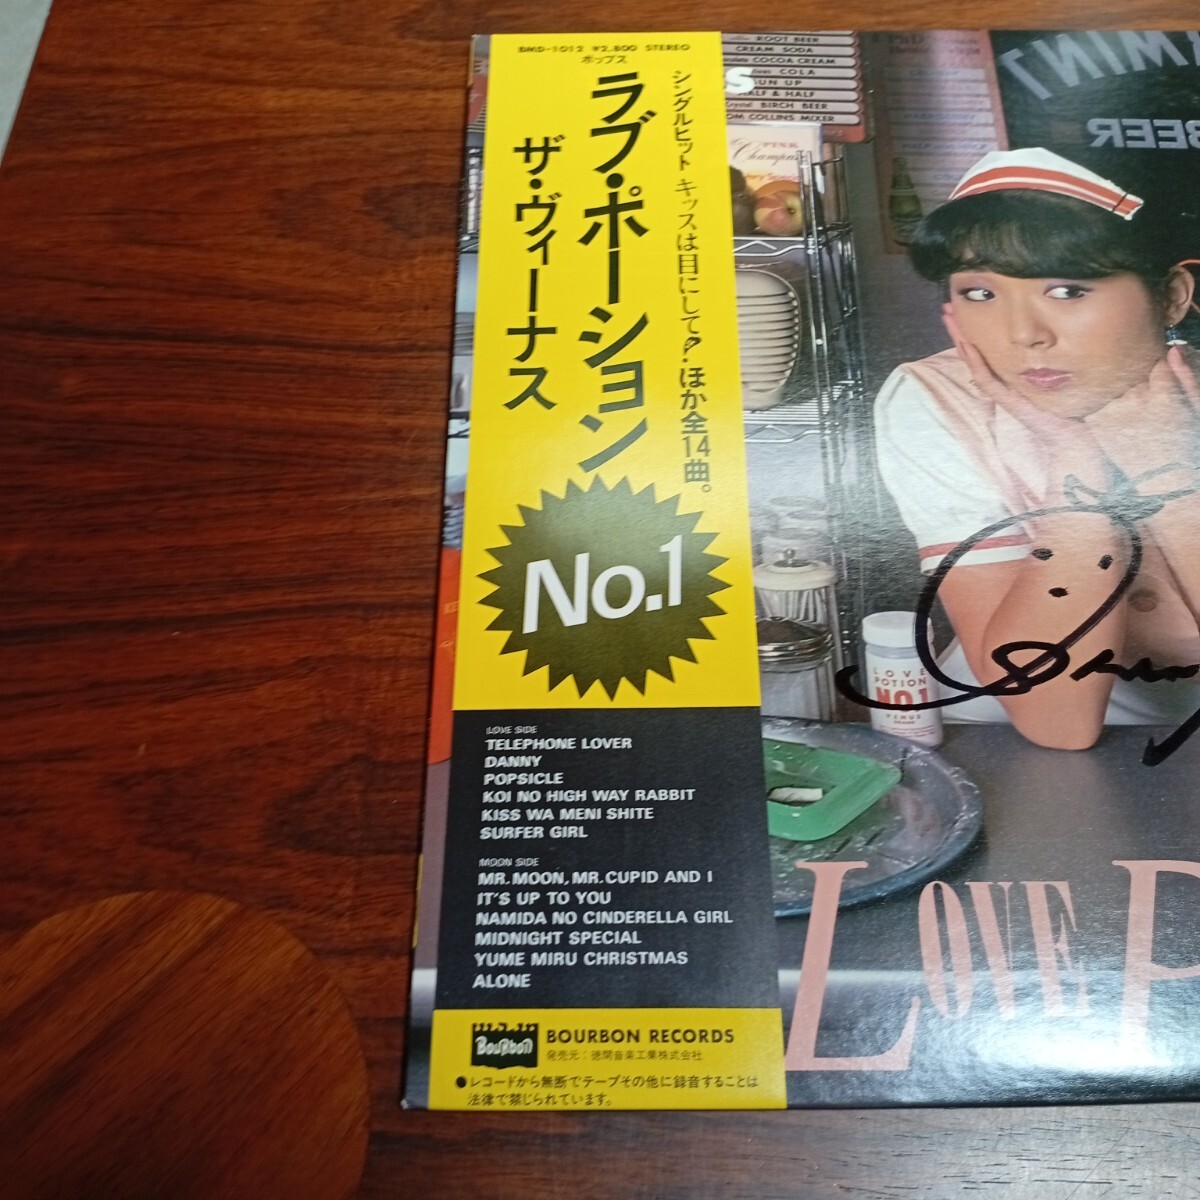 BMD-1012 ¥2,800 STEREO
ポップス
シングルヒット キッスは目にして!ほか全14曲。
ラブ・ポーション
ザ・ヴィーナス
No.1
LOVE SIDE
TELEPHONE LOVER
DANNY
POPSICLE
KOI NO HIGH WAY RABBIT
KISS WA MENI SHITE
SURFER GIRL
MOON SIDE
MR. MOON, MR. CUPID AND I
IT'S UP TO YOU
NAMIDA NO CINDERELLA GIRL
MIDNIGHT SPECIAL
YUME MIRU CHRISTMAS
ALONE
BouRbon
BOURBON RECORDS
発売元:徳間音楽工業株式会社
●レコードから無断でテープその他に録音することは
法律で禁じられています。
ROOT BEER
CREAM SODA
COCOA CREAM
COLA
SUN UP
HALF & HALF
BIRCH BEER
TOM COLLINS MIXER
S
PINK
BEER
LOVE
POTION
NO.1
VENUS
LOVE P